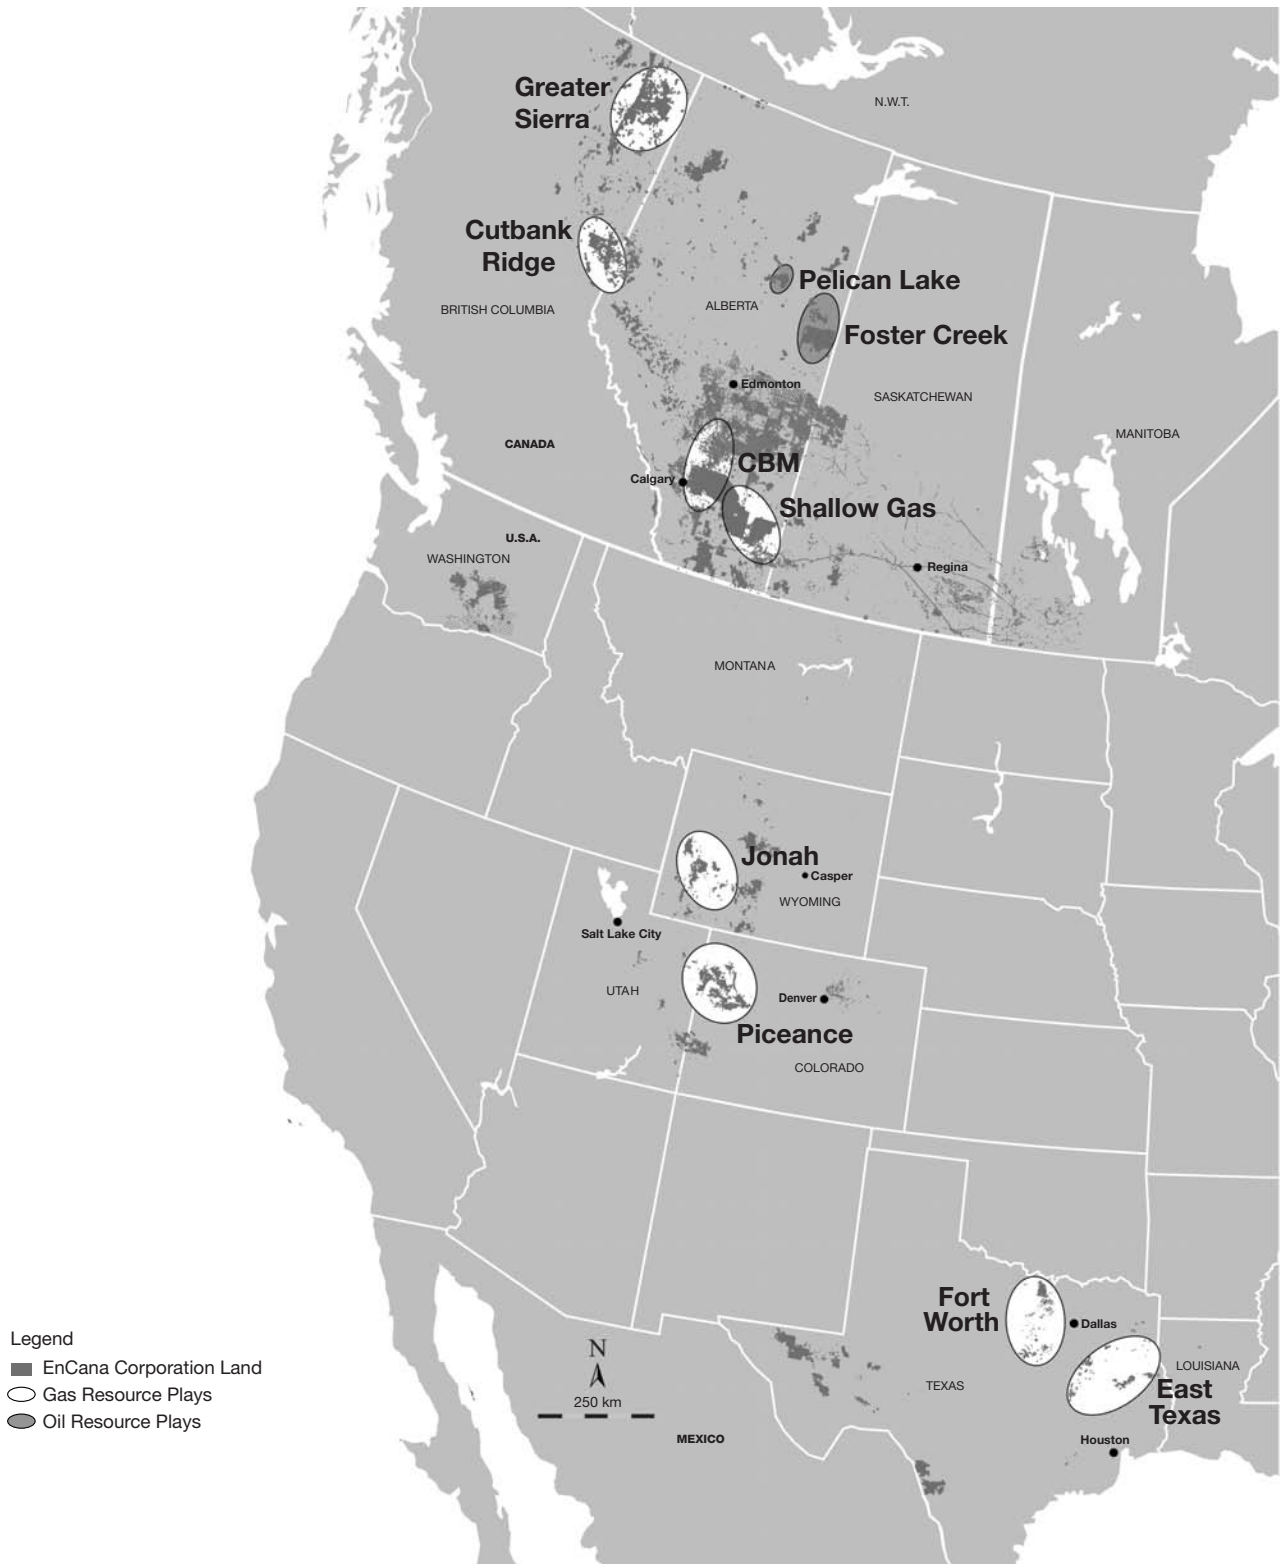 Greater
Sierra
N.W.T.
Cutbank
Ridge
Pelican Lake
BRITISH COLUMBIA
ALBERTA
Foster Creek
Edmonton
SASKATCHEWAN
MANITOBA
CANADA
CBM
Calgary
Shallow Gas
U.S.A.
WASHINGTON
Regina
MONTANA
Jonah
Casper
WYOMING
Salt Lake City
UTAH
Denver
Piceance
COLORADO
Fort
Worth
Dallas
LOUISIANA
TEXAS
East
Texas
Houston
MEXICO
N
250 km
Legend
EnCana Corporation Land
Gas Resource Plays
Oil Resource Plays